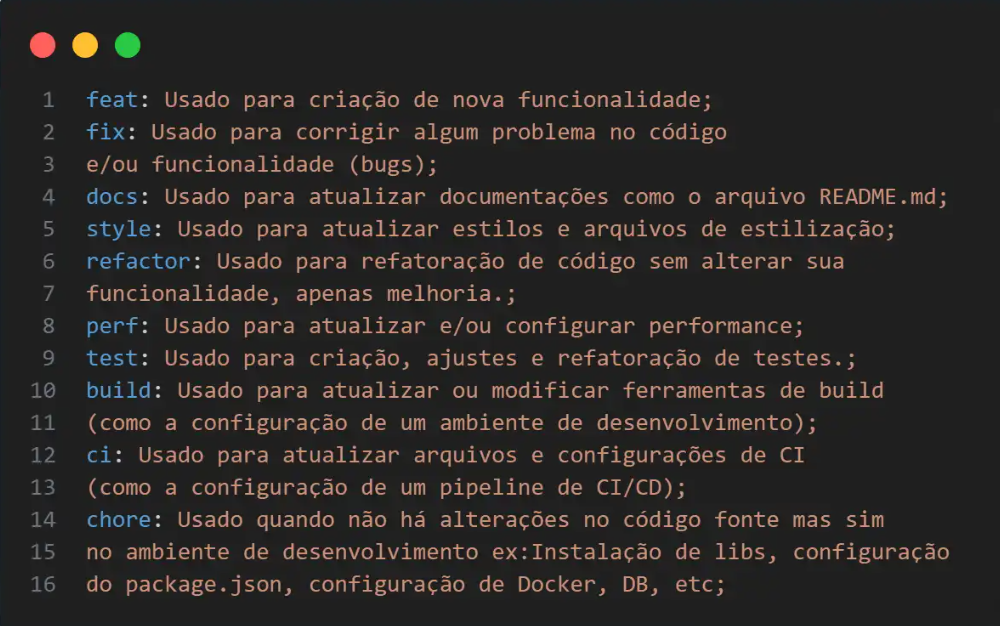 1 feat: Usado para criação de nova funcionalidade;
2 fix: Usado para corrigir algum problema no código
3 e/ou funcionalidade (bugs);
4 docs: Usado para atualizar documentações como o arquivo README.md;
5 style: Usado para atualizar estilos e arquivos de estilização;
6 refactor: Usado para refatoração de código sem alterar sua
7 funcionalidade, apenas melhoria.;
8 perf: Usado para atualizar e/ou configurar performance;
9 test: Usado para criação, ajustes e refatoração de testes.;
10 build: Usado para atualizar ou modificar ferramentas de build
11 (como a configuração de um ambiente de desenvolvimento);
12 ci: Usado para atualizar arquivos e configurações de CI
13 (como a configuração de um pipeline de CI/CD);
14 chore: Usado quando não há alterações no código fonte mas sim
15 no ambiente de desenvolvimento ex:Instalação de libs, configuração
16 do package.json, configuração de Docker, DB, etc;